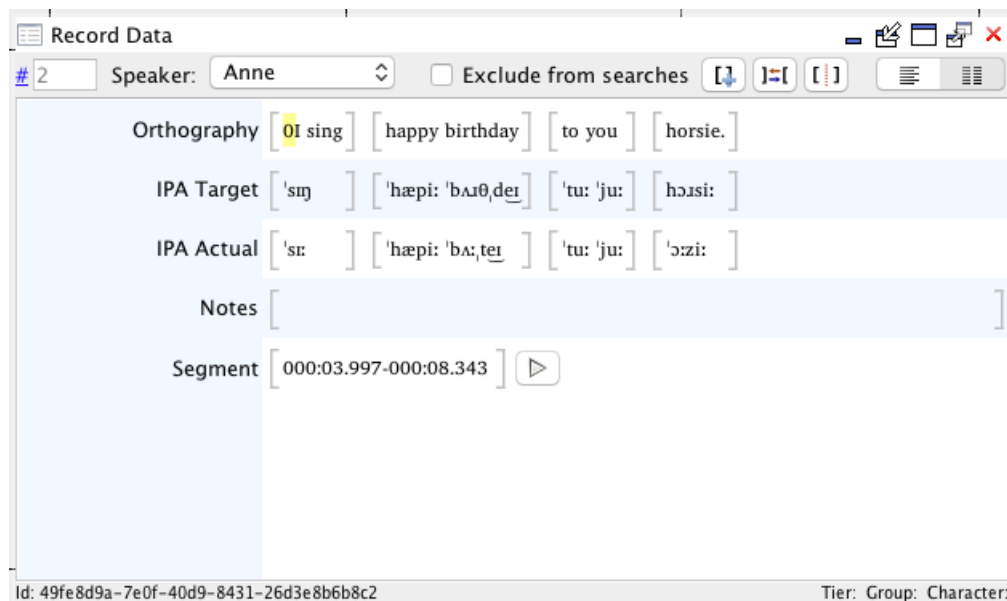 Record Data
# 2 Speaker: Anne Exclude from searches
Orthography [0I sing] [happy birthday] [to you] [horsie.]
IPA Target [ˈsɪŋ] [ˈhæpiː ˈbʌɹθˌde͜ɪ] [ˈtuː ˈjuː] [hɔɹsiː]
IPA Actual [ˈsɪː] [ˈhæpiː ˈbʌːˌte͜ɪ] [ˈtuː ˈjuː] [ˈɔːziː]
Notes [ ]
Segment [000:03.997-000:08.343]
Id: 49fe8d9a-7e0f-40d9-8431-26d3e8b6b8c2 Tier: Group: Character: